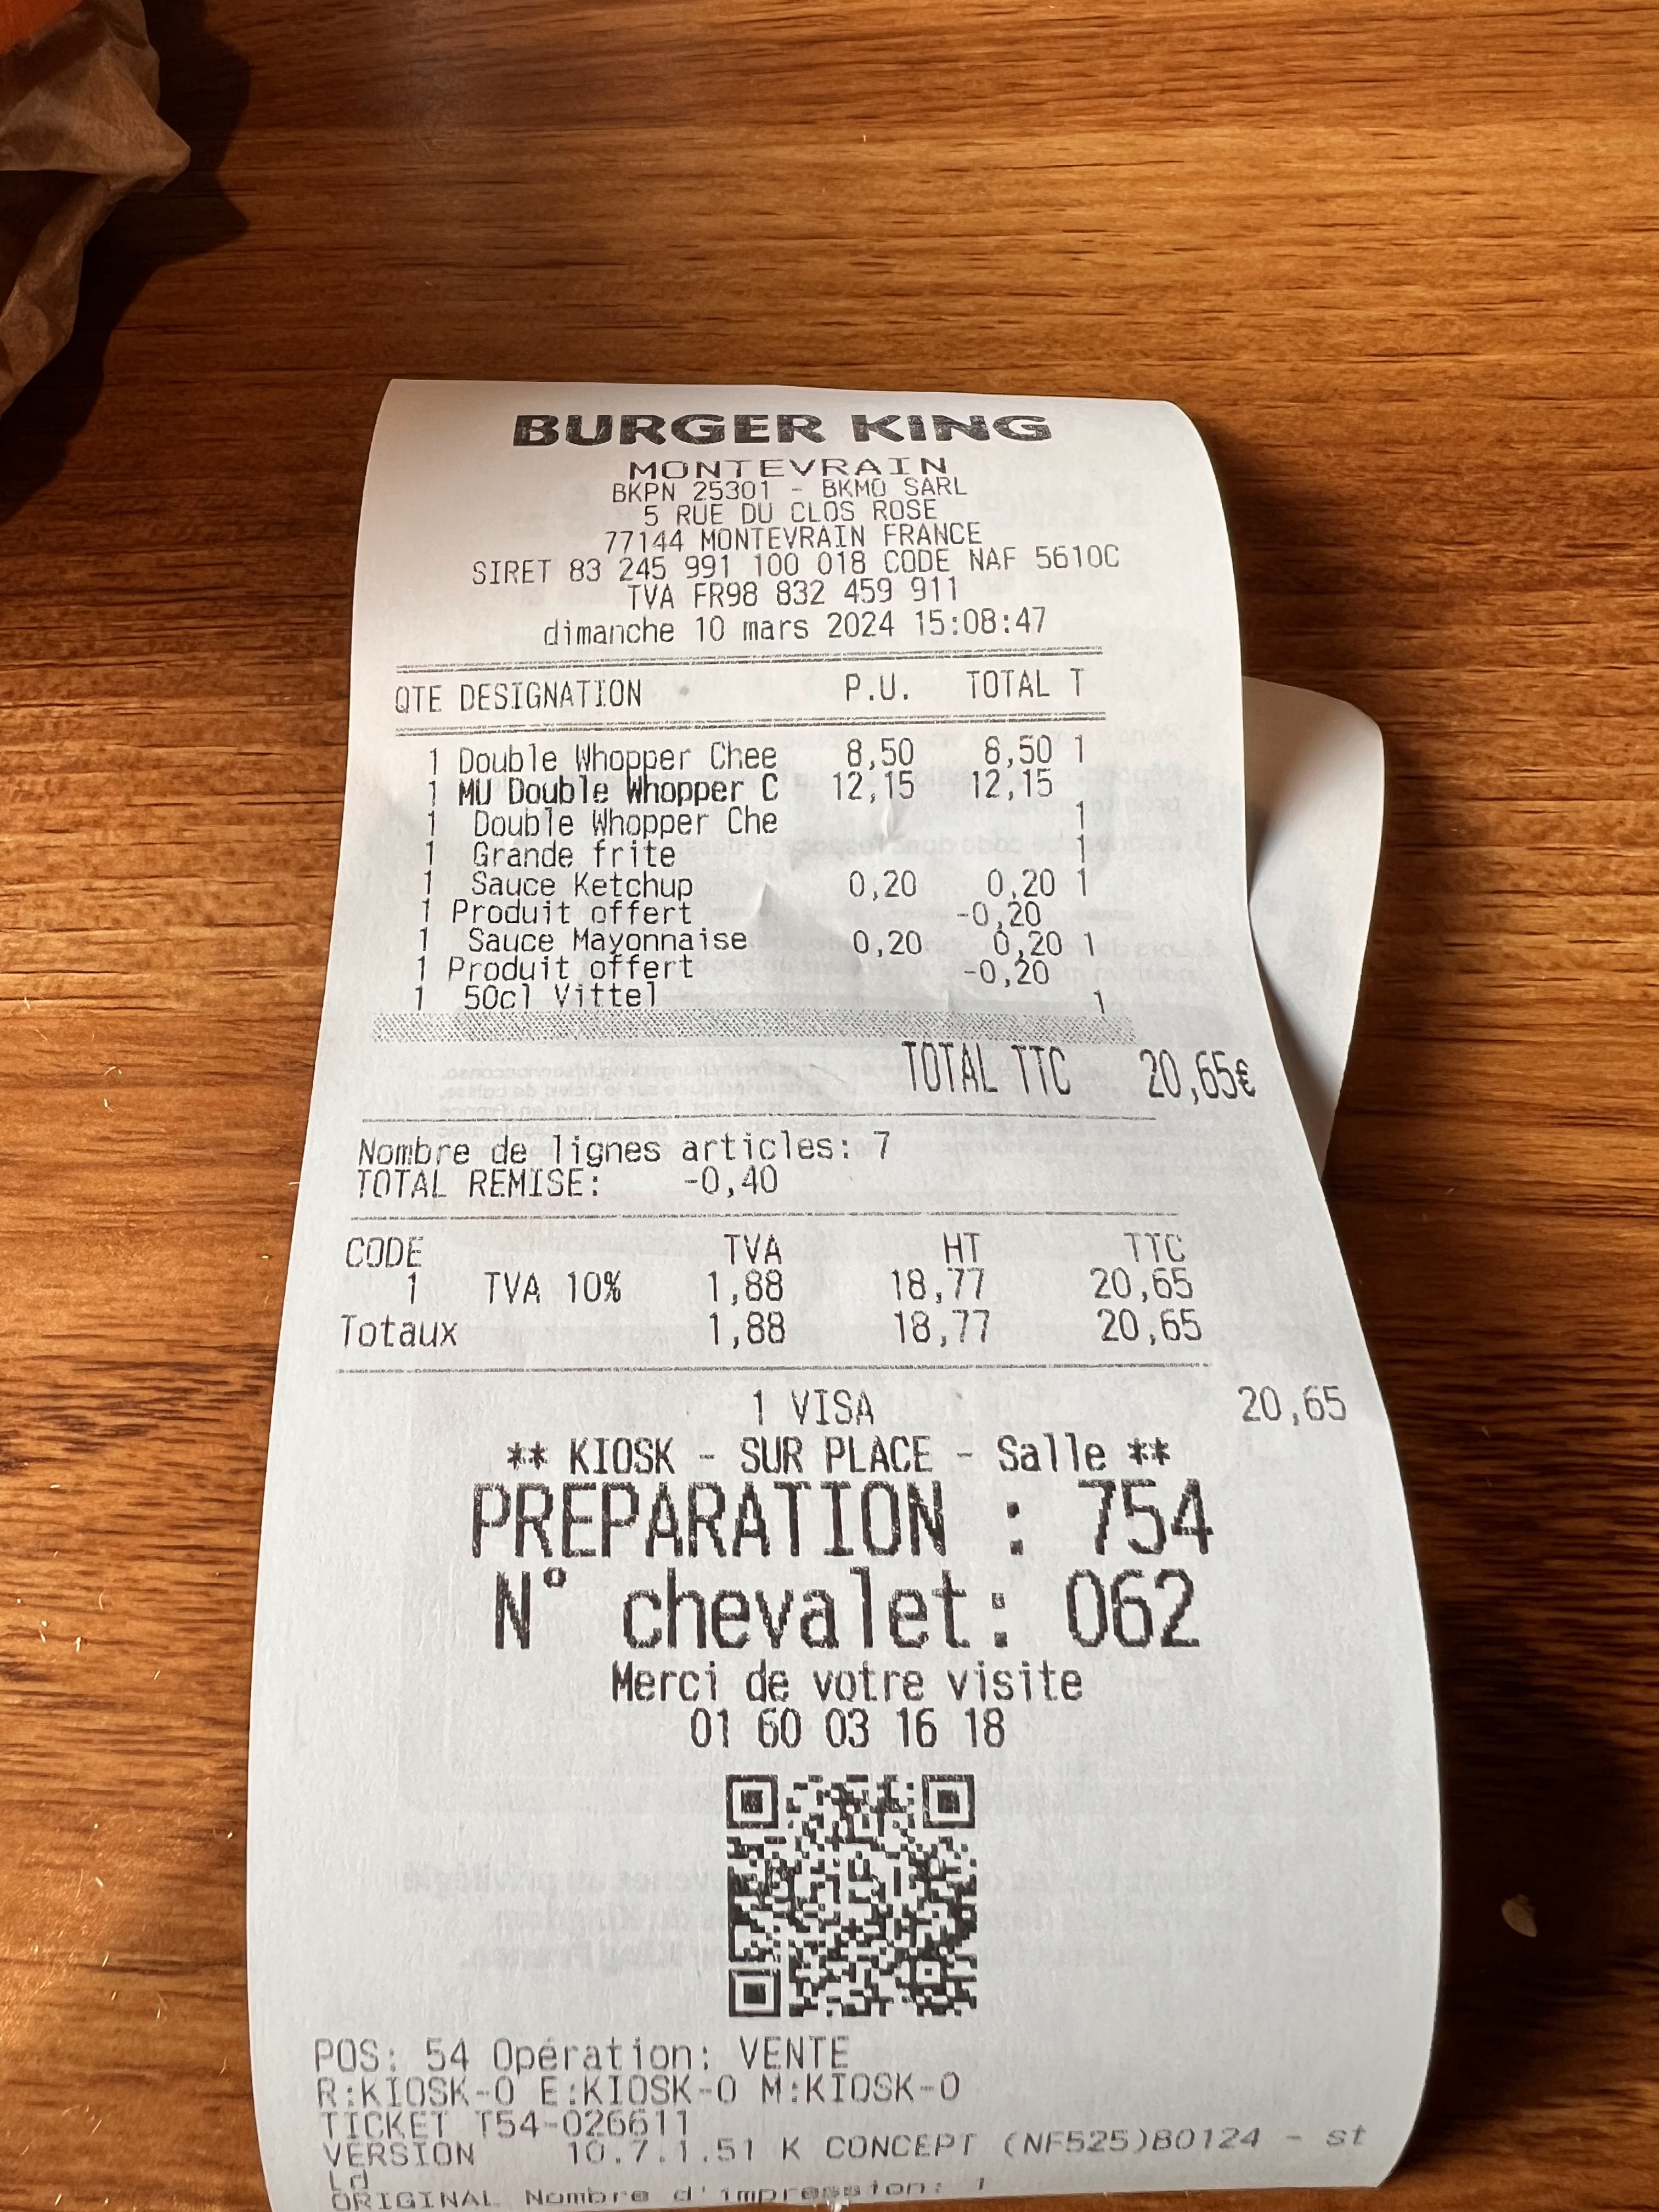 BURGER KING
MONTEVRAIN
BKPN 25301 - BKMO SARL
5 RUE DU CLOS ROSE
77144 MONTEVRAIN FRANCE
SIRET 83 245 991 100 018 CODE NAF 5610C
TVA FR98 832 459 911
dimanche 10 mars 2024 15:08:47
QTE DESIGNATION P.U. TOTAL T
1 Double Whopper Chee 8,50 8,50 1
1 MU Double Whopper C 12,15 12,15
1 Double Whopper Che 1
1 Grande frite 1
1 Sauce Ketchup 0,20 0,20 1
1 Produit offert -0,20
1 Sauce Mayonnaise 0,20 0,20 1
1 Produit offert -0,20
1 50cl Vittel 1
TOTAL TTC 20,65€
Nombre de lignes articles: 7
TOTAL REMISE: -0,40
CODE TVA HT TTC
1 TVA 10% 1,88 18,77 20,65
Totaux 1,88 18,77 20,65
1 VISA 20,65
** KIOSK - SUR PLACE - Salle **
PREPARATION : 754
N° chevalet: 062
Merci de votre visite
01 60 03 16 18
POS: 54 Opération: VENTE
R:KIOSK-0 E:KIOSK-0 M:KIOSK-0
TICKET T54-026611
VERSION 10.7.1.51 K CONCEPT (NF525)B0124 - st
Ld
ORIGINAL Nombre d'impression: 1